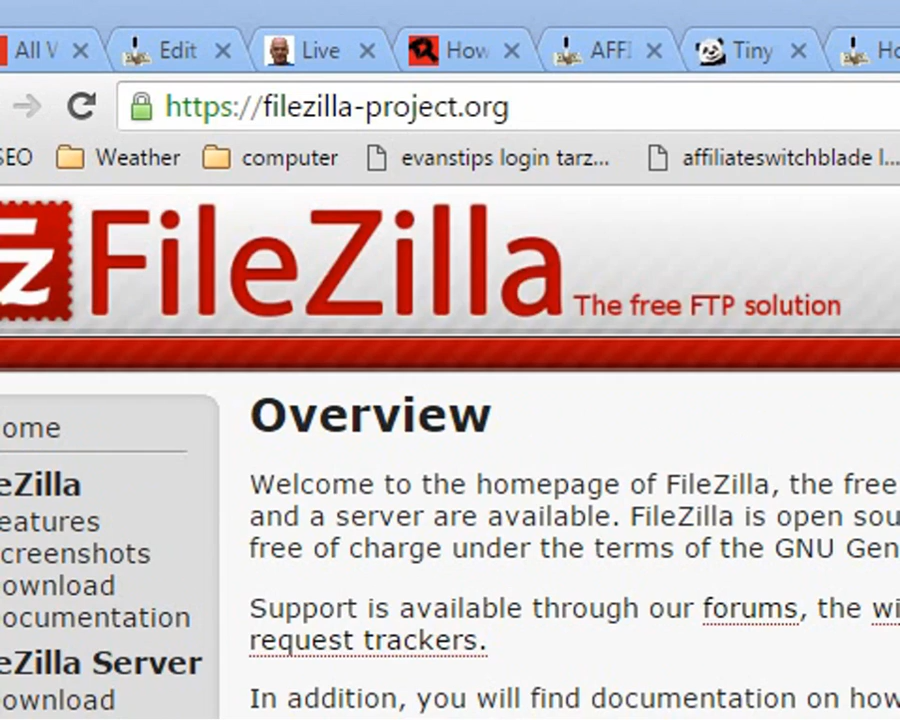 All V Edit Live How AFFI Tiny Ho
https://filezilla-project.org
SEO Weather computer evanstips login tarz... affiliateswitchblade l...
FileZilla The free FTP solution
ome
Overview
Welcome to the homepage of FileZilla, the free
eZilla
and a server are available. FileZilla is open sou
eatures
free of charge under the terms of the GNU Gen
creenshots
ownload
Support is available through our forums, the wi
ocumentation
request trackers.
eZilla Server
In addition, you will find documentation on how
ownload